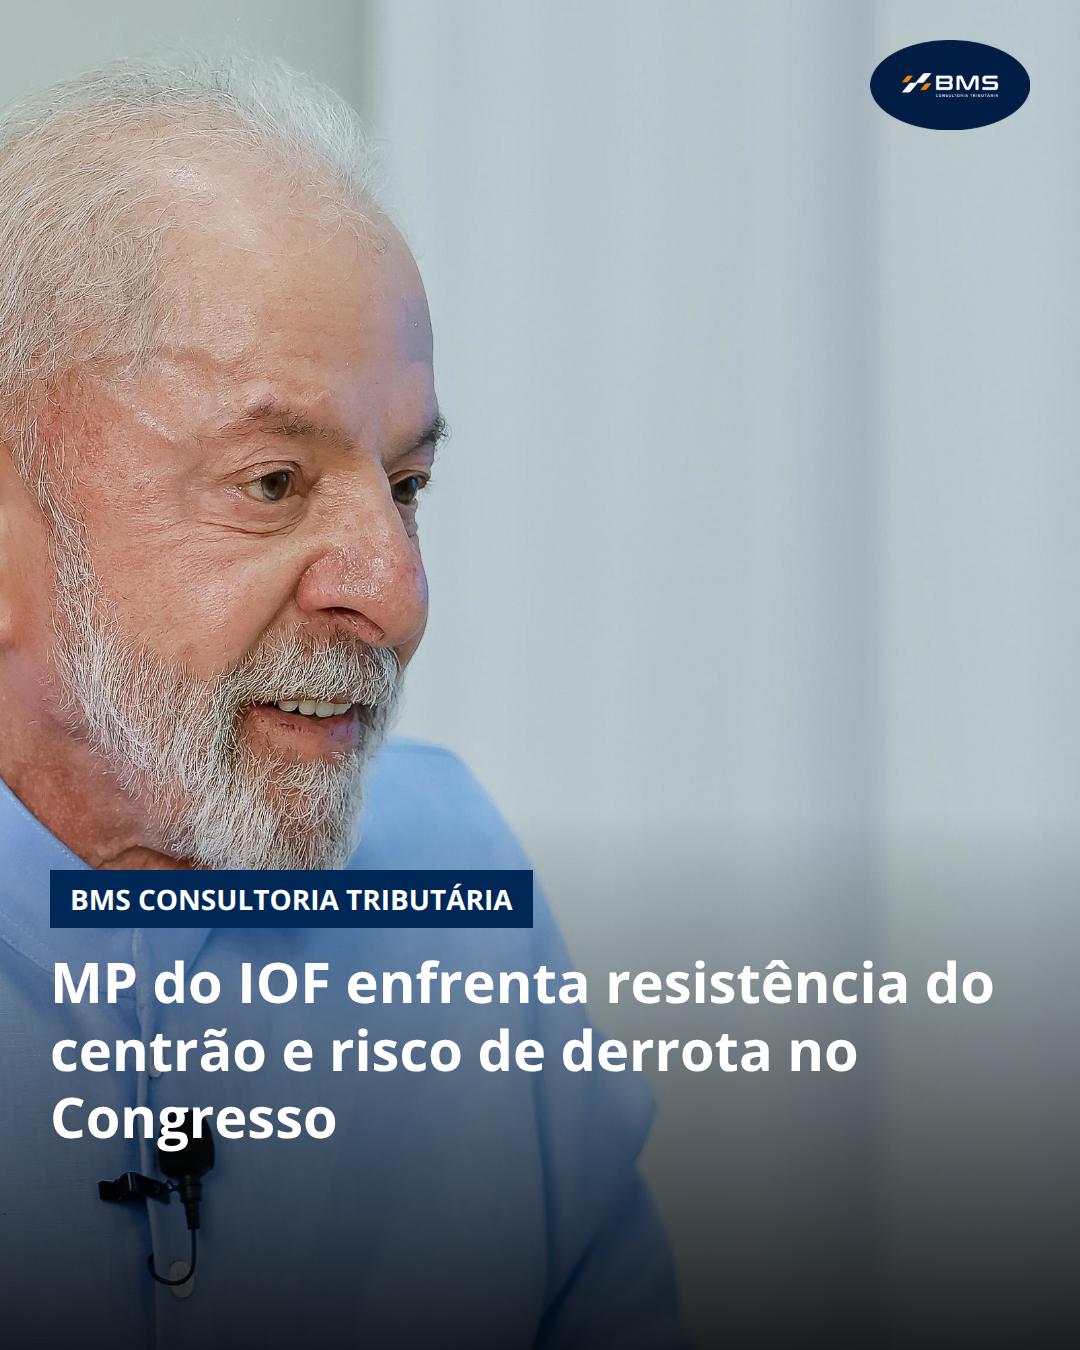 BMS
CONSULTORIA TRIBUTÁRIA
BMS CONSULTORIA TRIBUTÁRIA
MP do IOF enfrenta resistência do
centrão e risco de derrota no
Congresso